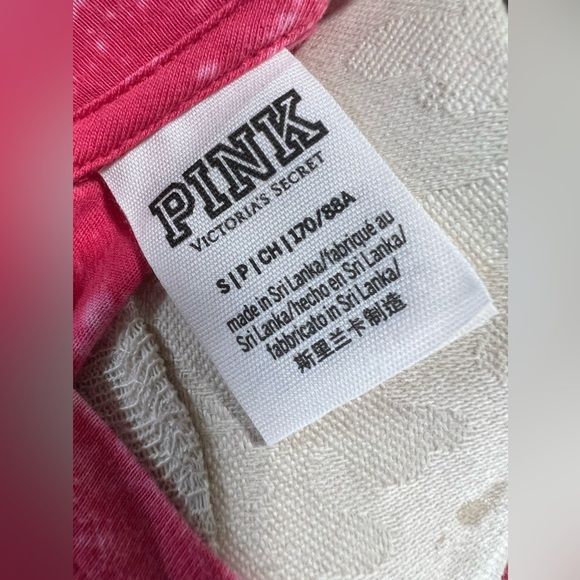 PINK
VICTORIA'S SECRET
S|P|CH|170/88A
made in Sri Lanka/fabriqué au
Sri Lanka/hecho en Sri Lanka/
fabbricato in Sri Lanka/
斯里兰卡制造